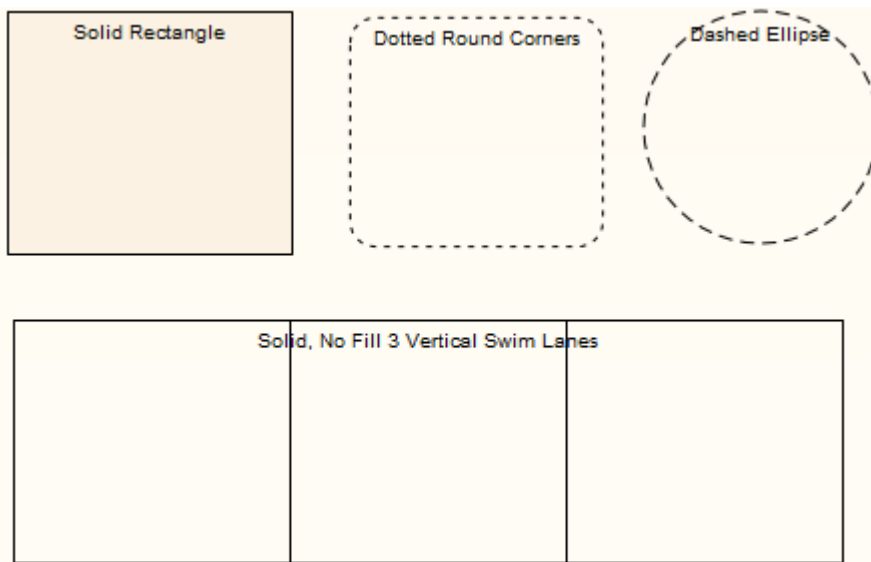 Solid Rectangle
Dotted Round Corners
Dashed Ellipse
Solid, No Fill 3 Vertical Swim Lanes